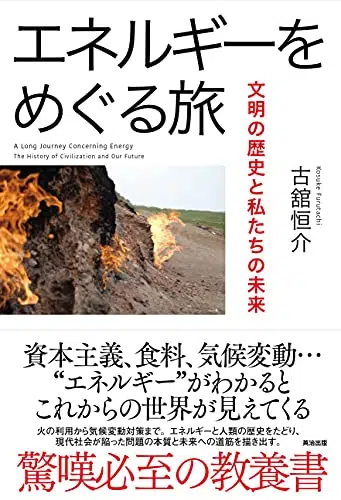 エネルギーを
めぐる旅
A Long Journey Concerning Energy
The History of Civilization and Our Future
文明の歴史と私たちの未来
Kosuke Furutachi
古舘恒介
資本主義、食料、気候変動…
“エネルギー”がわかると
これからの世界が見えてくる
火の利用から気候変動対策まで。エネルギーと人類の歴史をたどり、
現代社会が陥った問題の本質と未来への道筋を描き出す。
英治出版
驚嘆必至の教養書